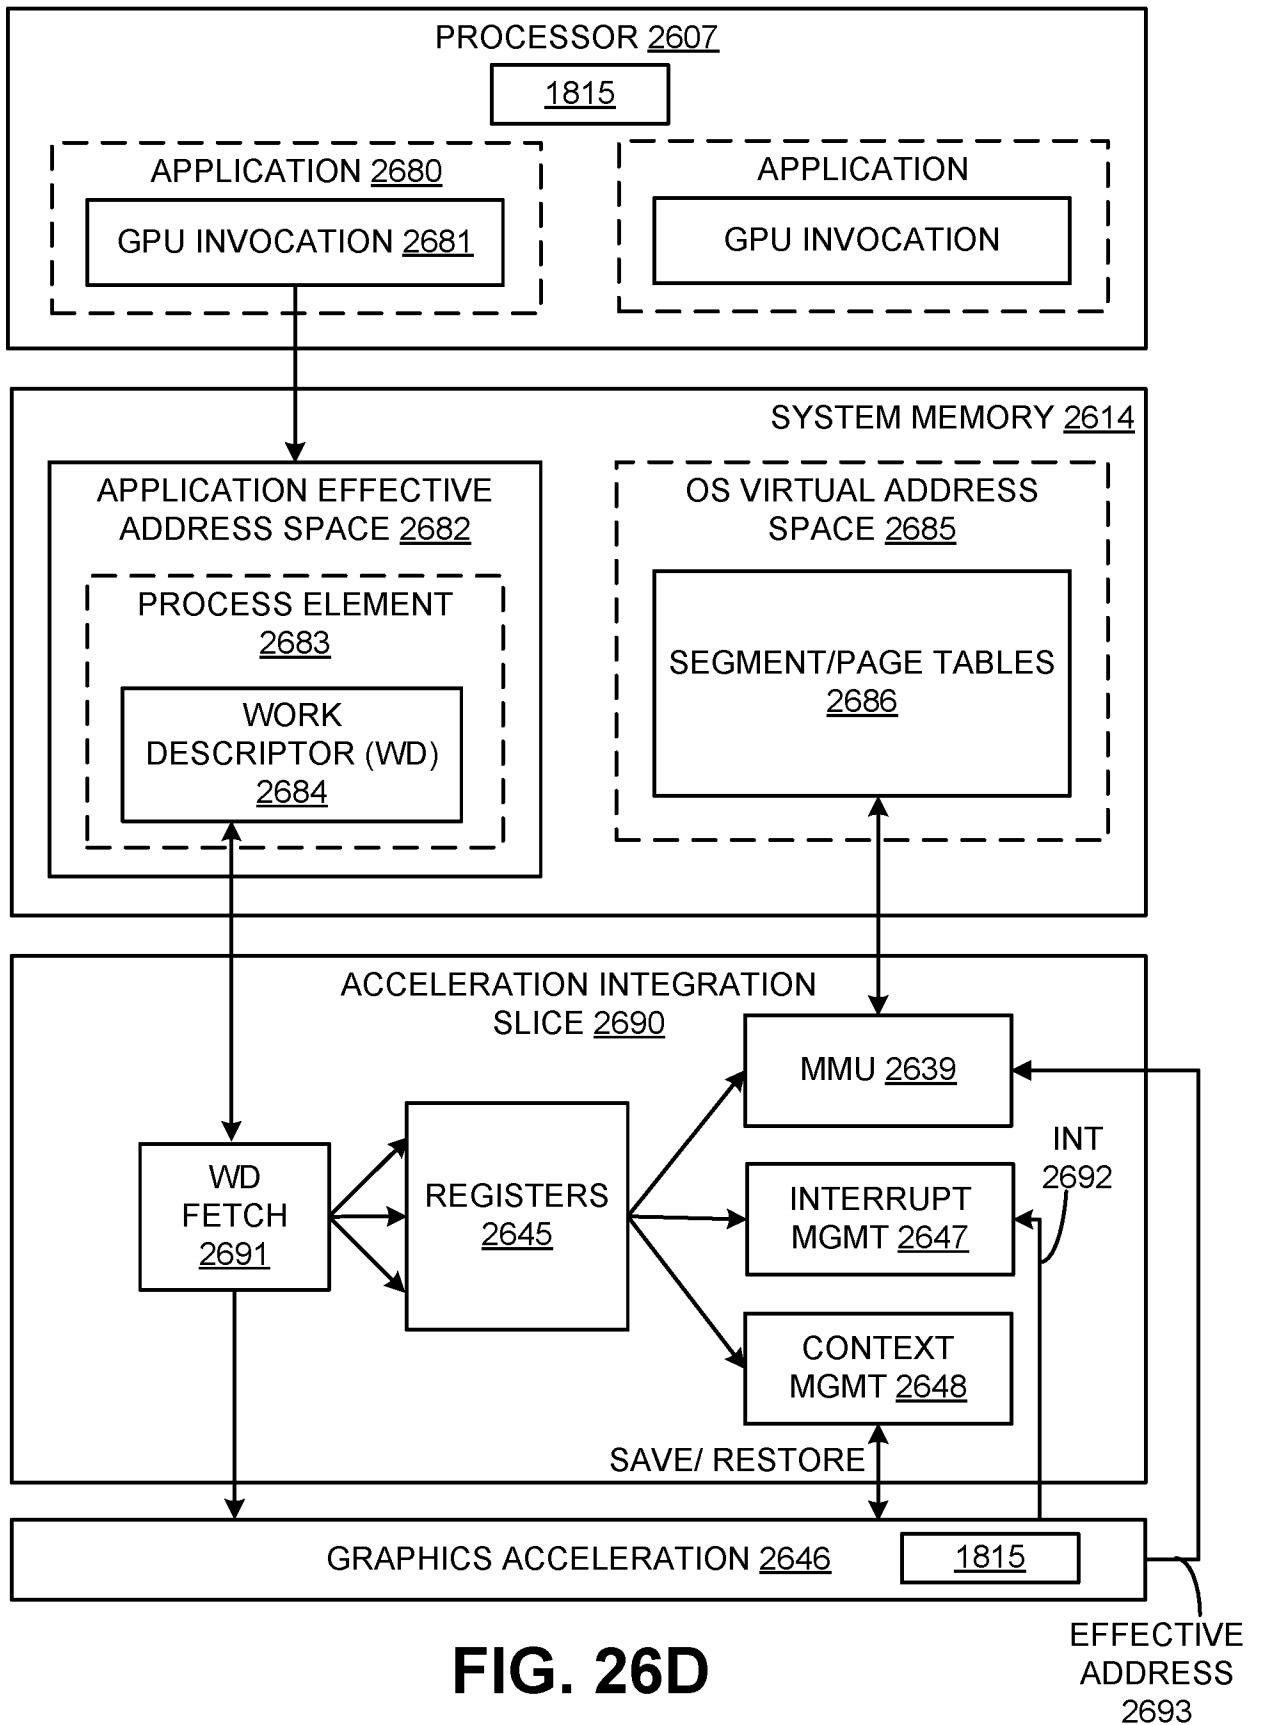 PROCESSOR 2607
1815
APPLICATION 2680
GPU INVOCATION 2681
APPLICATION
GPU INVOCATION
SYSTEM MEMORY 2614
APPLICATION EFFECTIVE
ADDRESS SPACE 2682
PROCESS ELEMENT
2683
WORK
DESCRIPTOR (WD)
2684
OS VIRTUAL ADDRESS
SPACE 2685
SEGMENT/PAGE TABLES
2686
ACCELERATION INTEGRATION
SLICE 2690
MMU 2639
INT
2692
WD
FETCH
2691
REGISTERS
2645
INTERRUPT
MGMT 2647
CONTEXT
MGMT 2648
SAVE/ RESTORE
GRAPHICS ACCELERATION 2646
1815
EFFECTIVE
ADDRESS
2693
FIG. 26D